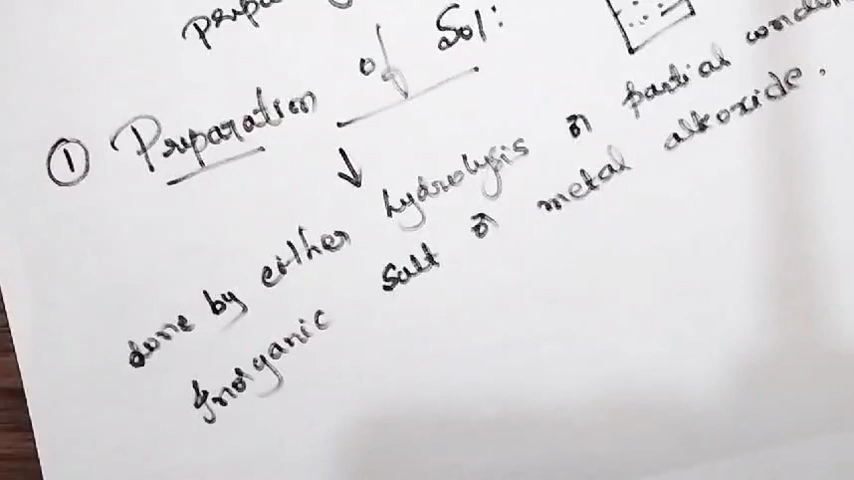 ① Preparation of Sol:
↓
done by either hydrolysis or partial
Inorganic salt or metal alkoxide.